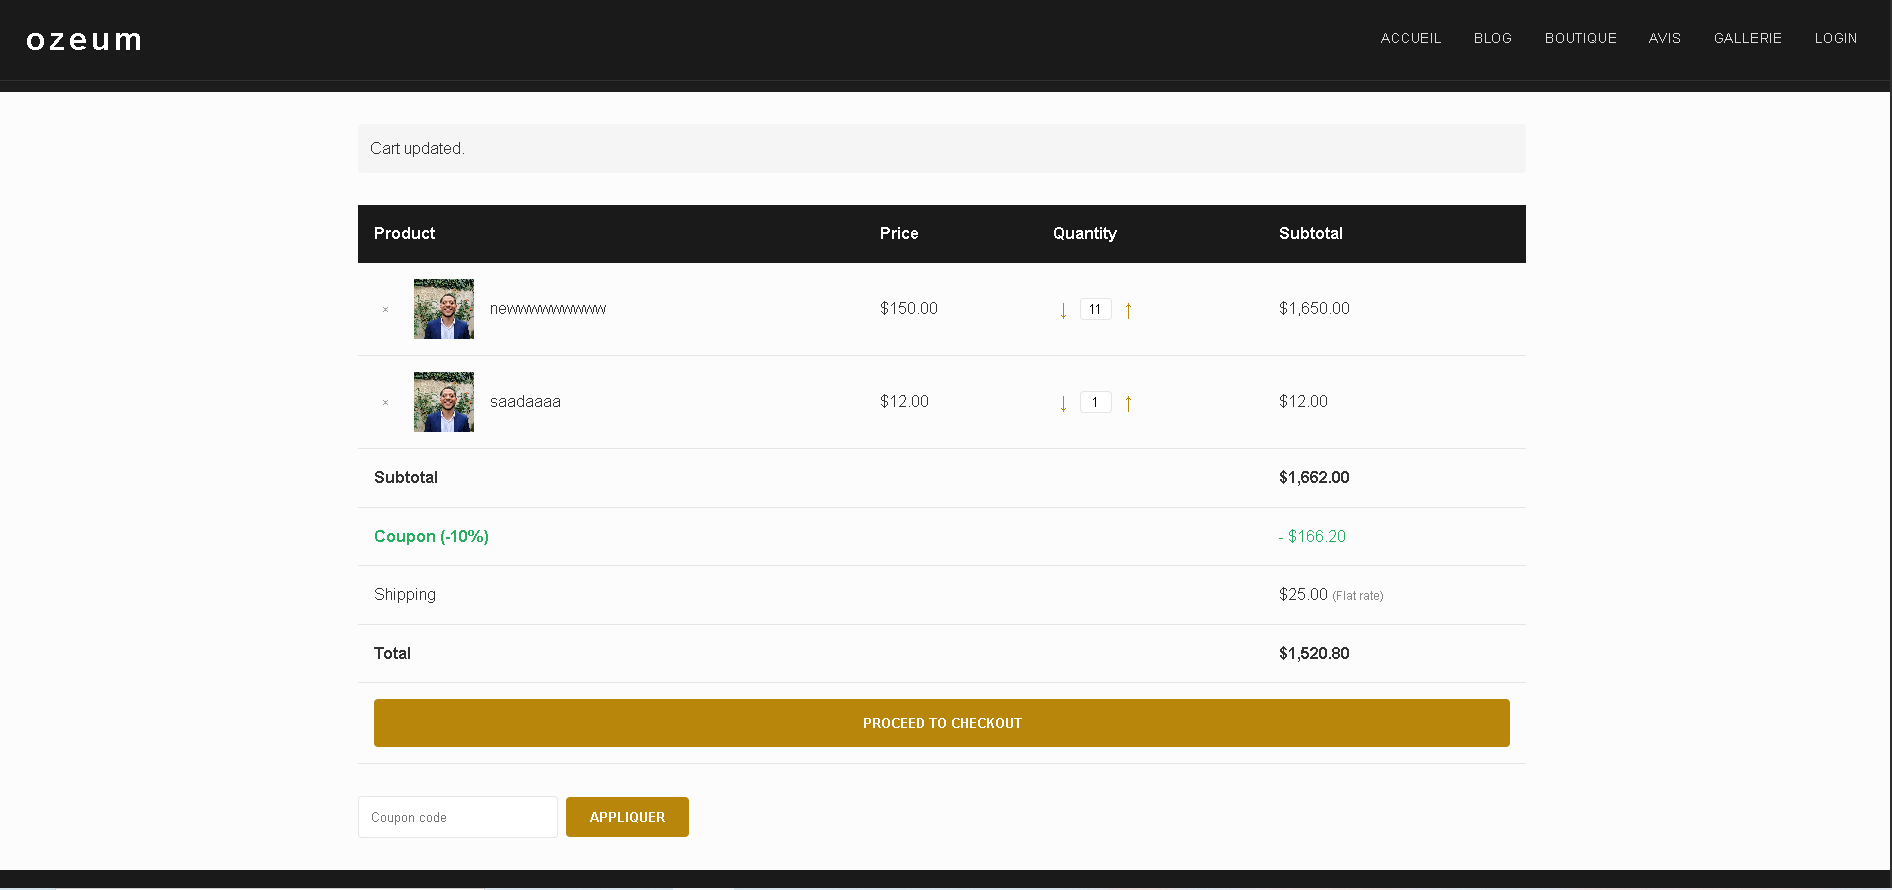 ozeum
ACCUEIL BLOG BOUTIQUE AVIS GALLERIE LOGIN
Cart updated.
Product Price Quantity Subtotal
× newwwwwwwww $150.00 ↓ 11 ↑ $1,650.00
× saadaaaa $12.00 ↓ 1 ↑ $12.00
Subtotal $1,662.00
Coupon (-10%) - $166.20
Shipping $25.00 (Flat rate)
Total $1,520.80
PROCEED TO CHECKOUT
Coupon code APPLIQUER